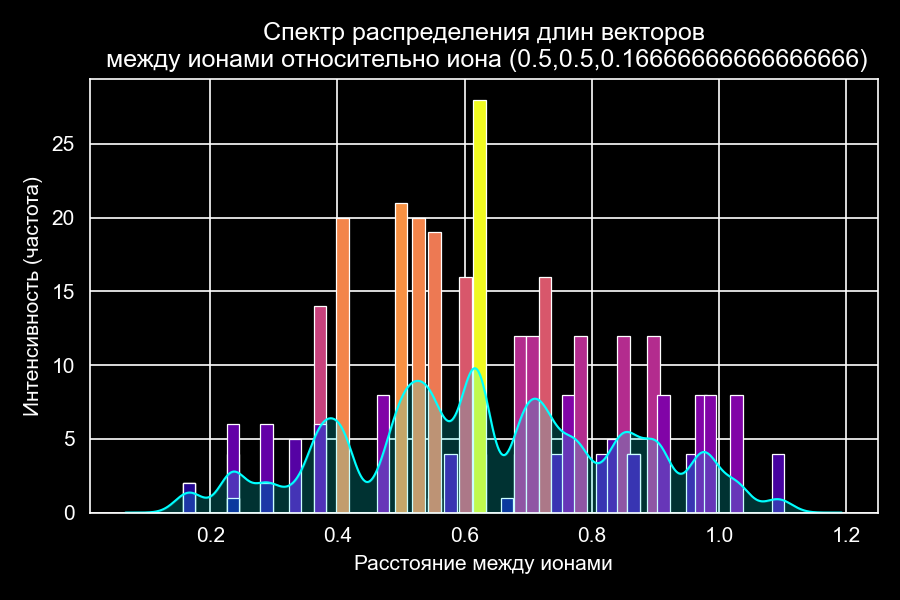 Спектр распределения длин векторов
между ионами относительно иона (0.5,0.5,0.16666666666666666)
Интенсивность (частота)
25
20
15
10
5
0
0.2 0.4 0.6 0.8 1.0 1.2
Расстояние между ионами